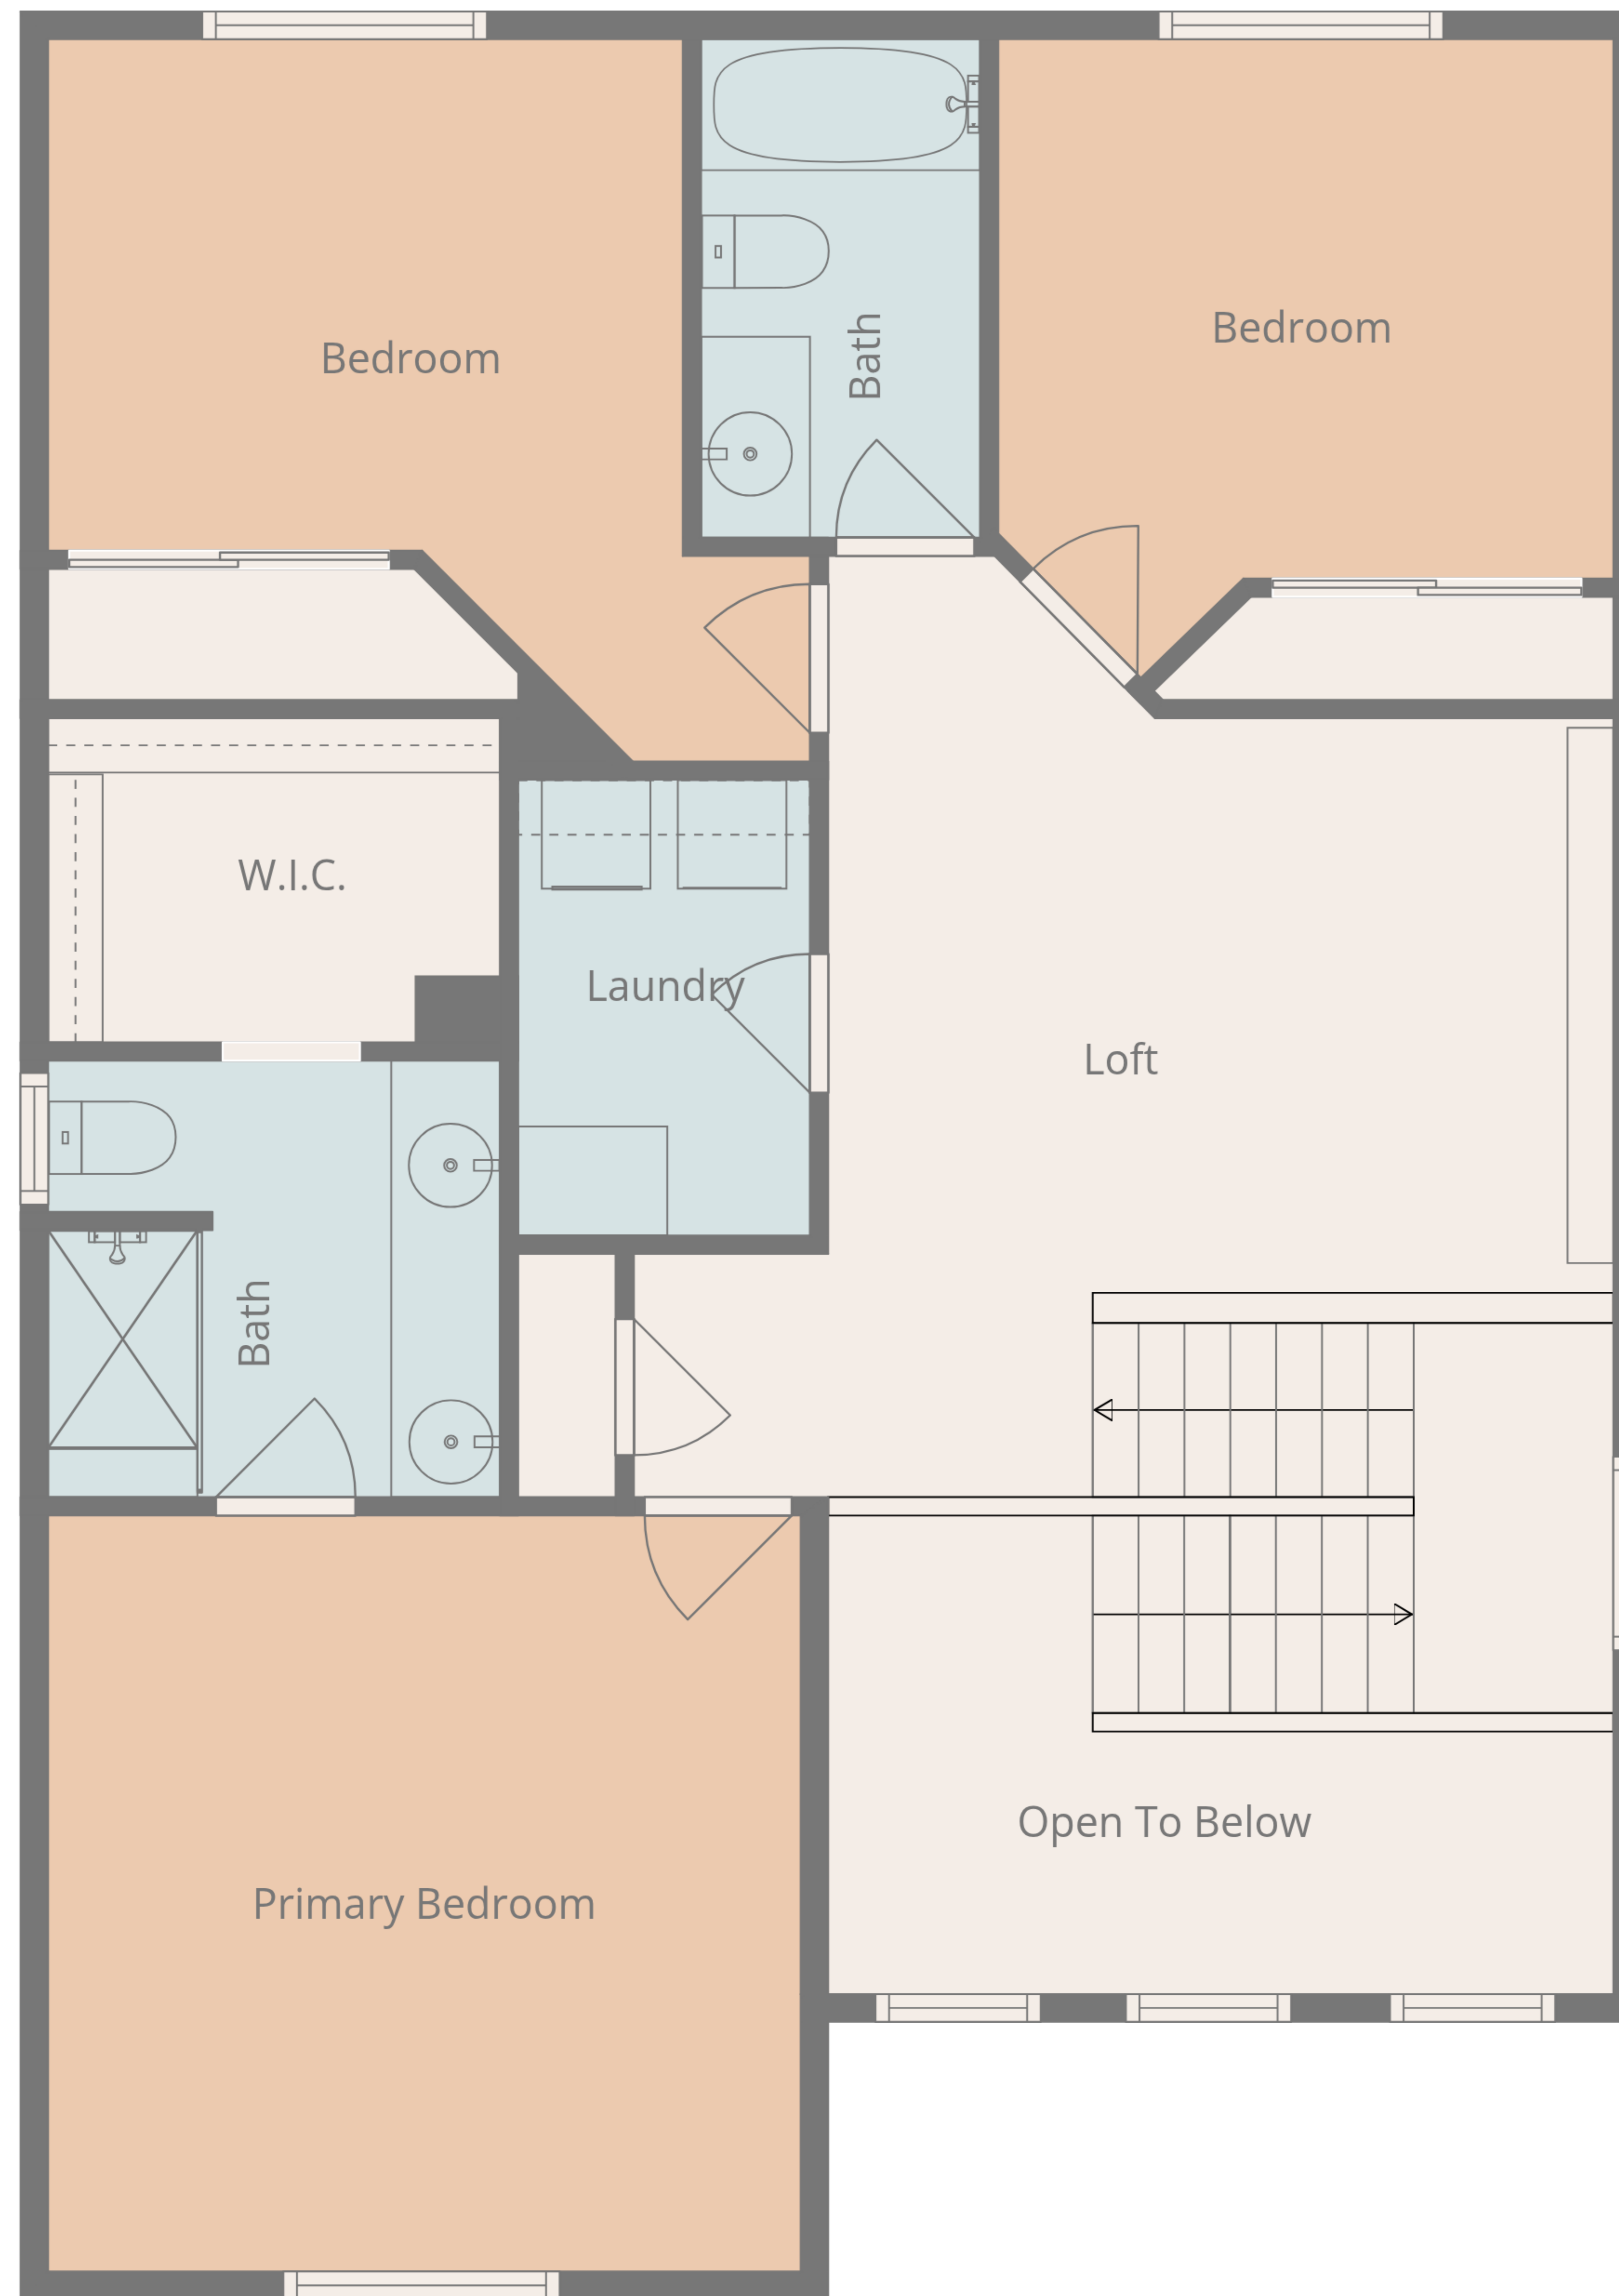 Bedroom
Bath
Bedroom
W.I.C.
Laundry
Loft
Bath
Open To Below
Primary Bedroom